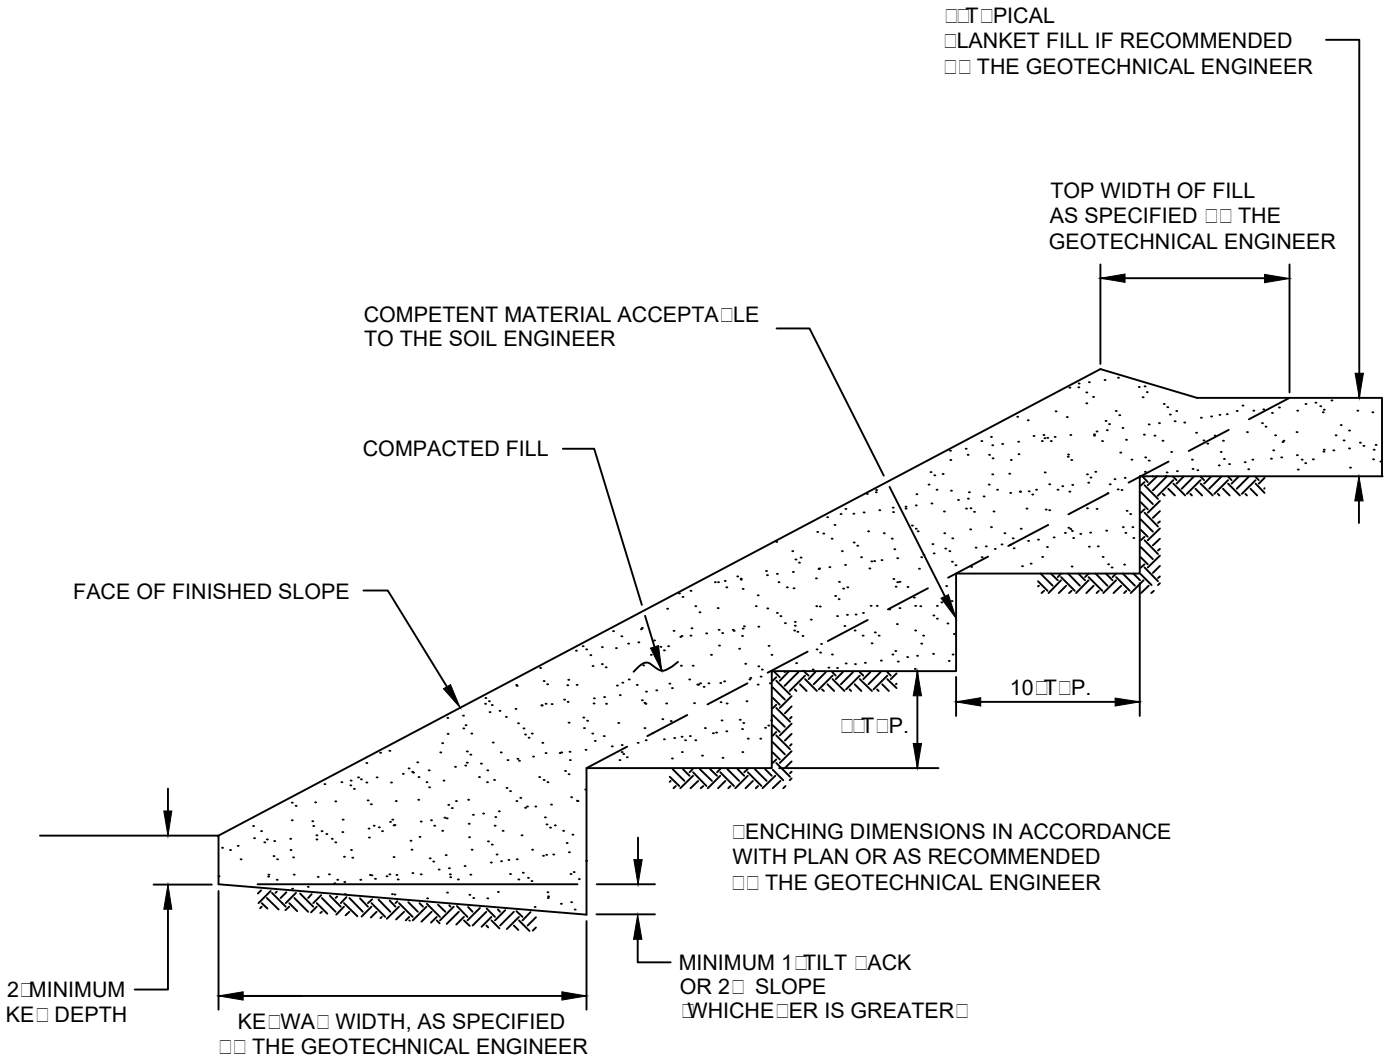 □□T□PICAL
□LANKET FILL IF RECOMMENDED
□□ THE GEOTECHNICAL ENGINEER
TOP WIDTH OF FILL
AS SPECIFIED □□ THE
GEOTECHNICAL ENGINEER
COMPETENT MATERIAL ACCEPTA□LE
TO THE SOIL ENGINEER
COMPACTED FILL
FACE OF FINISHED SLOPE
10□T□P.
□□T□P.
□ENCHING DIMENSIONS IN ACCORDANCE
WITH PLAN OR AS RECOMMENDED
□□ THE GEOTECHNICAL ENGINEER
2□MINIMUM
KE□ DEPTH
MINIMUM 1□TILT □ACK
OR 2□ SLOPE
□WHICHE□ER IS GREATER□
KE□WA□ WIDTH, AS SPECIFIED
□□ THE GEOTECHNICAL ENGINEER